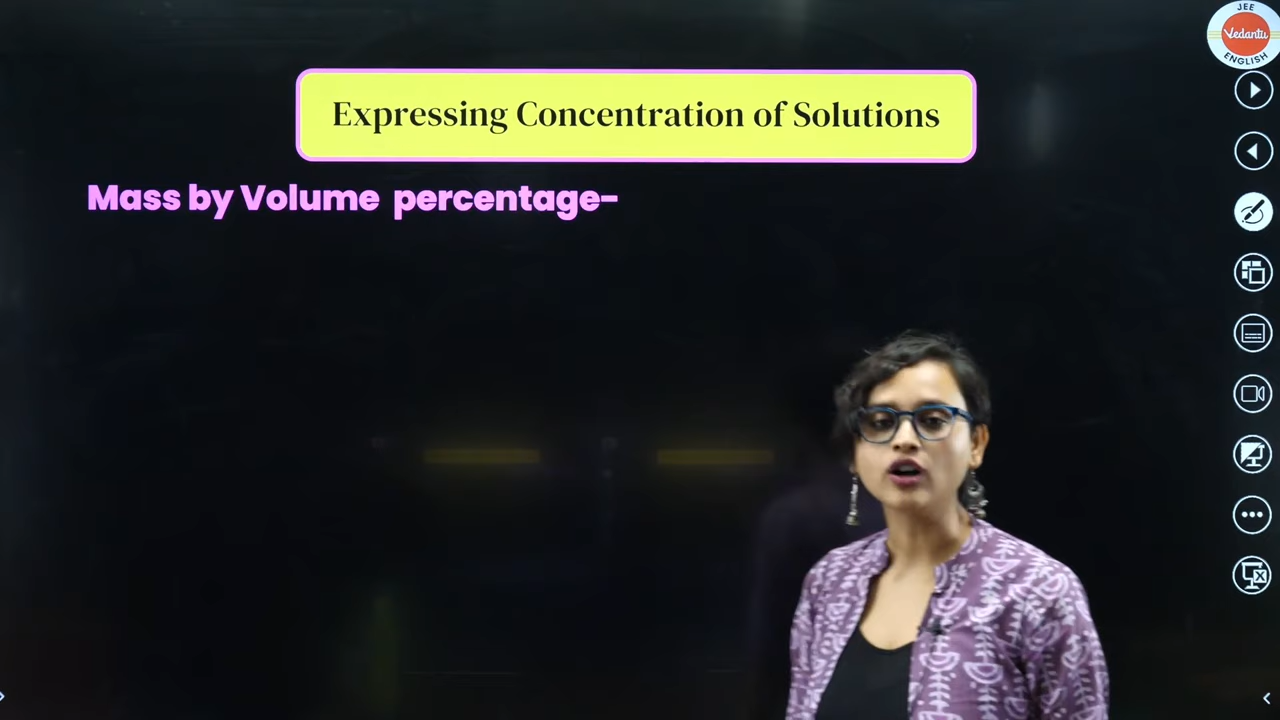 JEE
Vedantu
ENGLISH
Expressing Concentration of Solutions
Mass by Volume percentage-